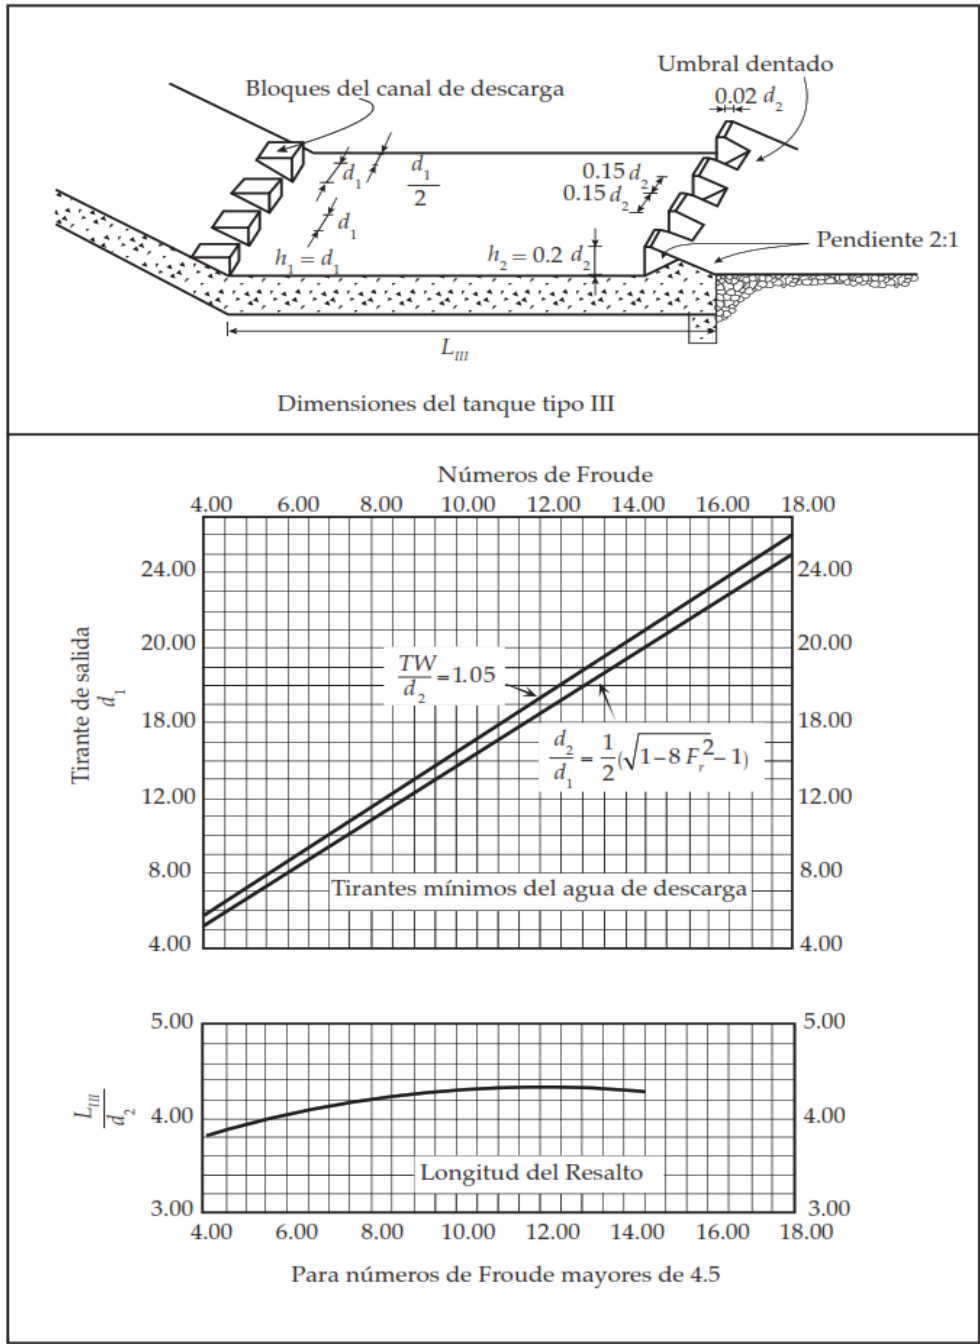 Umbral dentado
Bloques del canal de descarga
0.02 d₂
d₁
d₁/2
0.15 d₂
0.15 d₂
d₁
h₁ = d₁
h₂ = 0.2 d₂
Pendiente 2:1
L_III
Dimensiones del tanque tipo III
Números de Froude
4.00 6.00 8.00 10.00 12.00 14.00 16.00 18.00
24.00 24.00
20.00 20.00
TW/d₂ = 1.05
18.00 18.00
d₂/d₁ = 1/2(√1–8 F_r² – 1)
12.00 12.00
8.00 8.00
Tirantes mínimos del agua de descarga
4.00 4.00
Tirante de salida
d₁
5.00 5.00
4.00 4.00
L_III/d₂
Longitud del Resalto
3.00 3.00
4.00 6.00 8.00 10.00 12.00 14.00 16.00 18.00
Para números de Froude mayores de 4.5